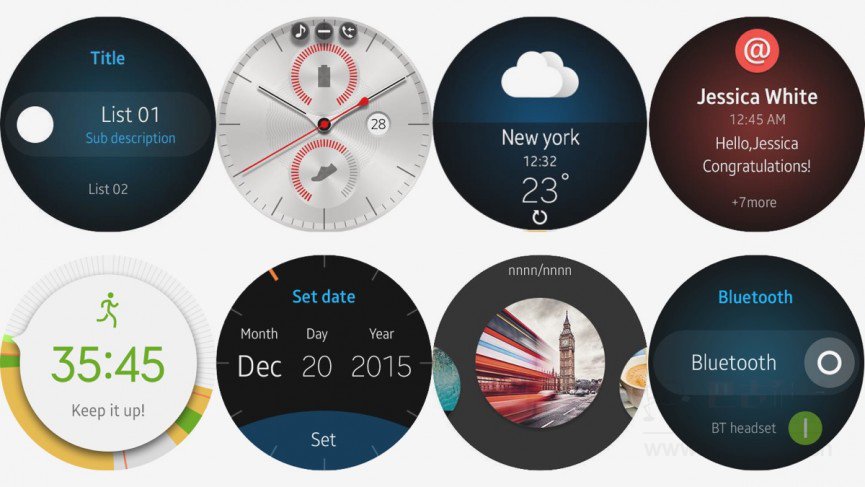 Title
List 01
Sub description
List 02
28
New york
12:32
23°
@
Jessica White
12:45 AM
Hello,Jessica
Congratulations!
+7more
35:45
Keep it up!
Set date
Month Day Year
Dec 20 2015
Set
nnnn/nnnn
Bluetooth
Bluetooth
BT headset